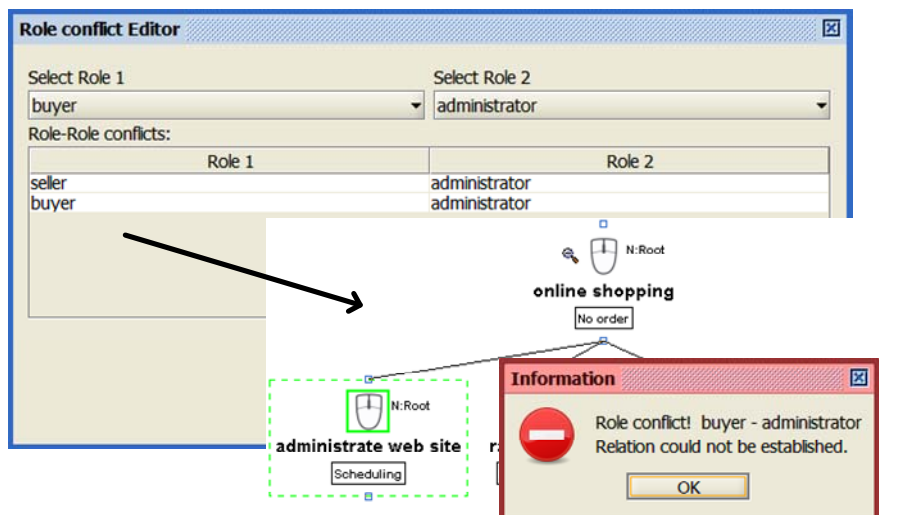 Role conflict Editor
Select Role 1
Select Role 2
buyer
administrator
Role-Role conflicts:
Role 1
Role 2
seller
administrator
buyer
administrator
N:Root
online shopping
No order
N:Root
administrate web site
Scheduling
Information
Role conflict! buyer - administrator
Relation could not be established.
OK